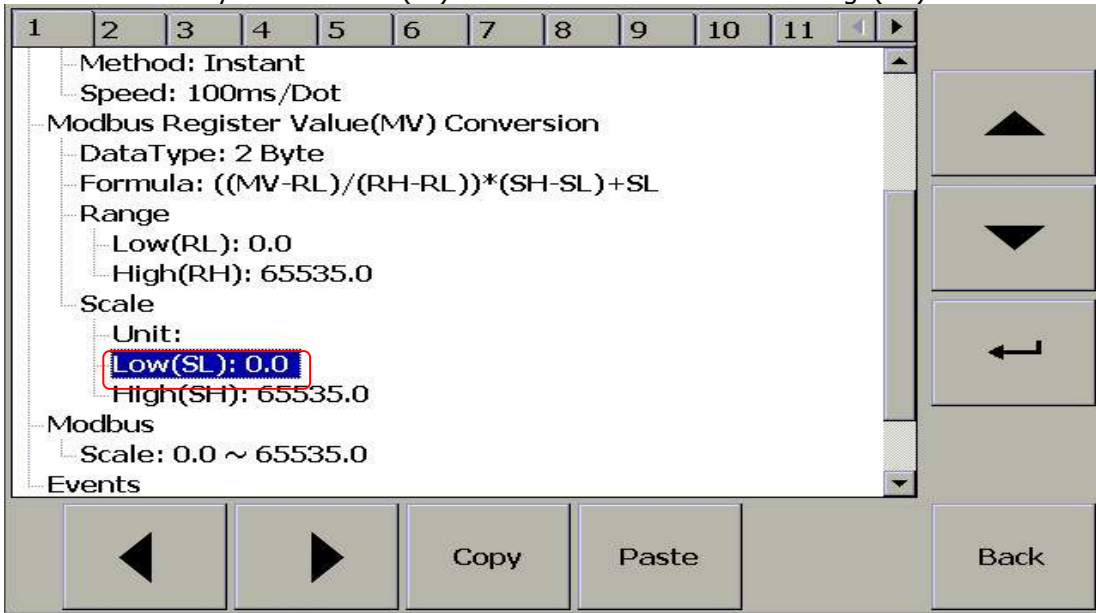 1 2 3 4 5 6 7 8 9 10 11
Method: Instant
Speed: 100ms/Dot
Modbus Register Value(MV) Conversion
DataType: 2 Byte
Formula: ((MV-RL)/(RH-RL))*(SH-SL)+SL
Range
Low(RL): 0.0
High(RH): 65535.0
Scale
Unit:
Low(SL): 0.0
High(SH): 65535.0
Modbus
Scale: 0.0 ~ 65535.0
Events
Copy Paste Back